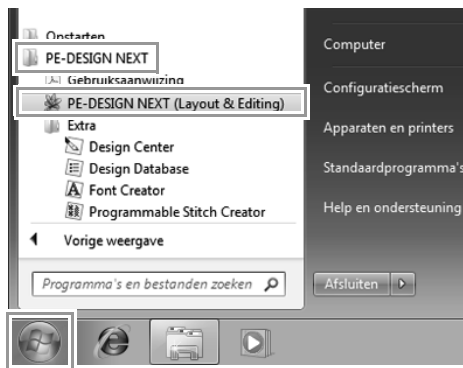 Opstarten
PE-DESIGN NEXT
Gebruiksaanwijzing
PE-DESIGN NEXT (Layout & Editing)
Extra
Design Center
Design Database
Font Creator
Programmable Stitch Creator
Vorige weergave
Programma's en bestanden zoeken
Computer
Configuratiescherm
Apparaten en printers
Standaardprogramma's
Help en ondersteuning
Afsluiten